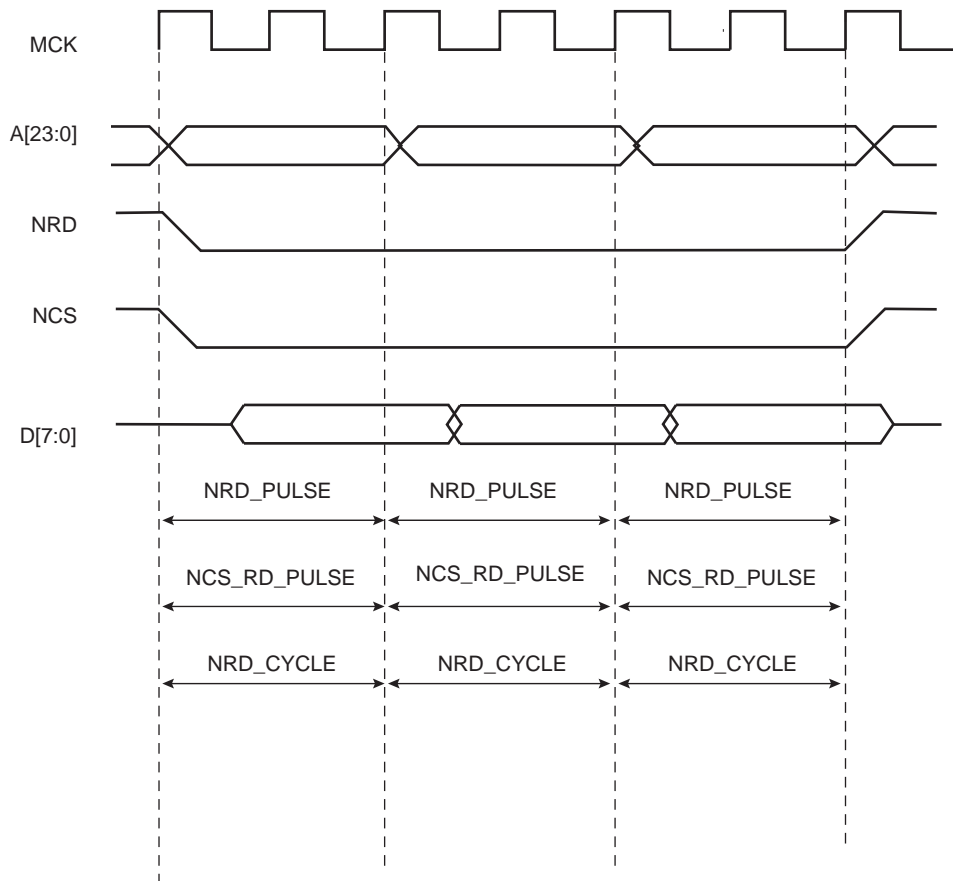 MCK
A[23:0]
NRD
NCS
D[7:0]
NRD_PULSE NRD_PULSE NRD_PULSE
NCS_RD_PULSE NCS_RD_PULSE NCS_RD_PULSE
NRD_CYCLE NRD_CYCLE NRD_CYCLE